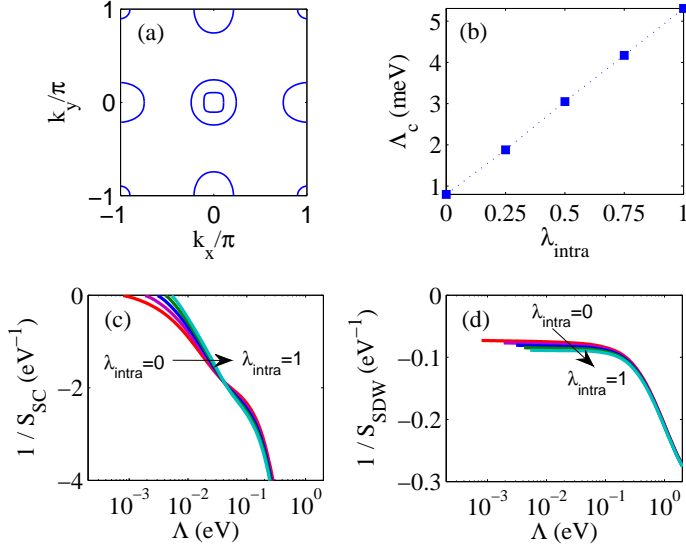 (a)
1
0
−1
−1
0
1
k_y/π
k_x/π
(b)
5
4
3
2
1
0
0.25
0.5
0.75
1
Λ_c (meV)
λ_intra
(c)
0
−2
−4
10^−3
10^−2
10^−1
10^0
1 / S_SC (eV^−1)
Λ (eV)
λ_intra=0
λ_intra=1
(d)
0
−0.1
−0.2
−0.3
10^−3
10^−2
10^−1
10^0
1 / S_SDW (eV^−1)
Λ (eV)
λ_intra=0
λ_intra=1